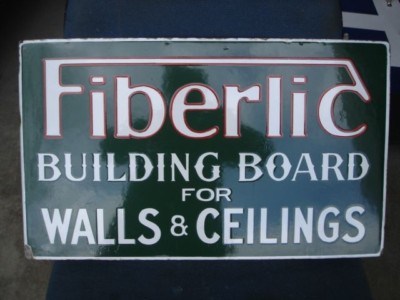 Fiberlic
BUILDING BOARD
FOR
WALLS & CEILINGS